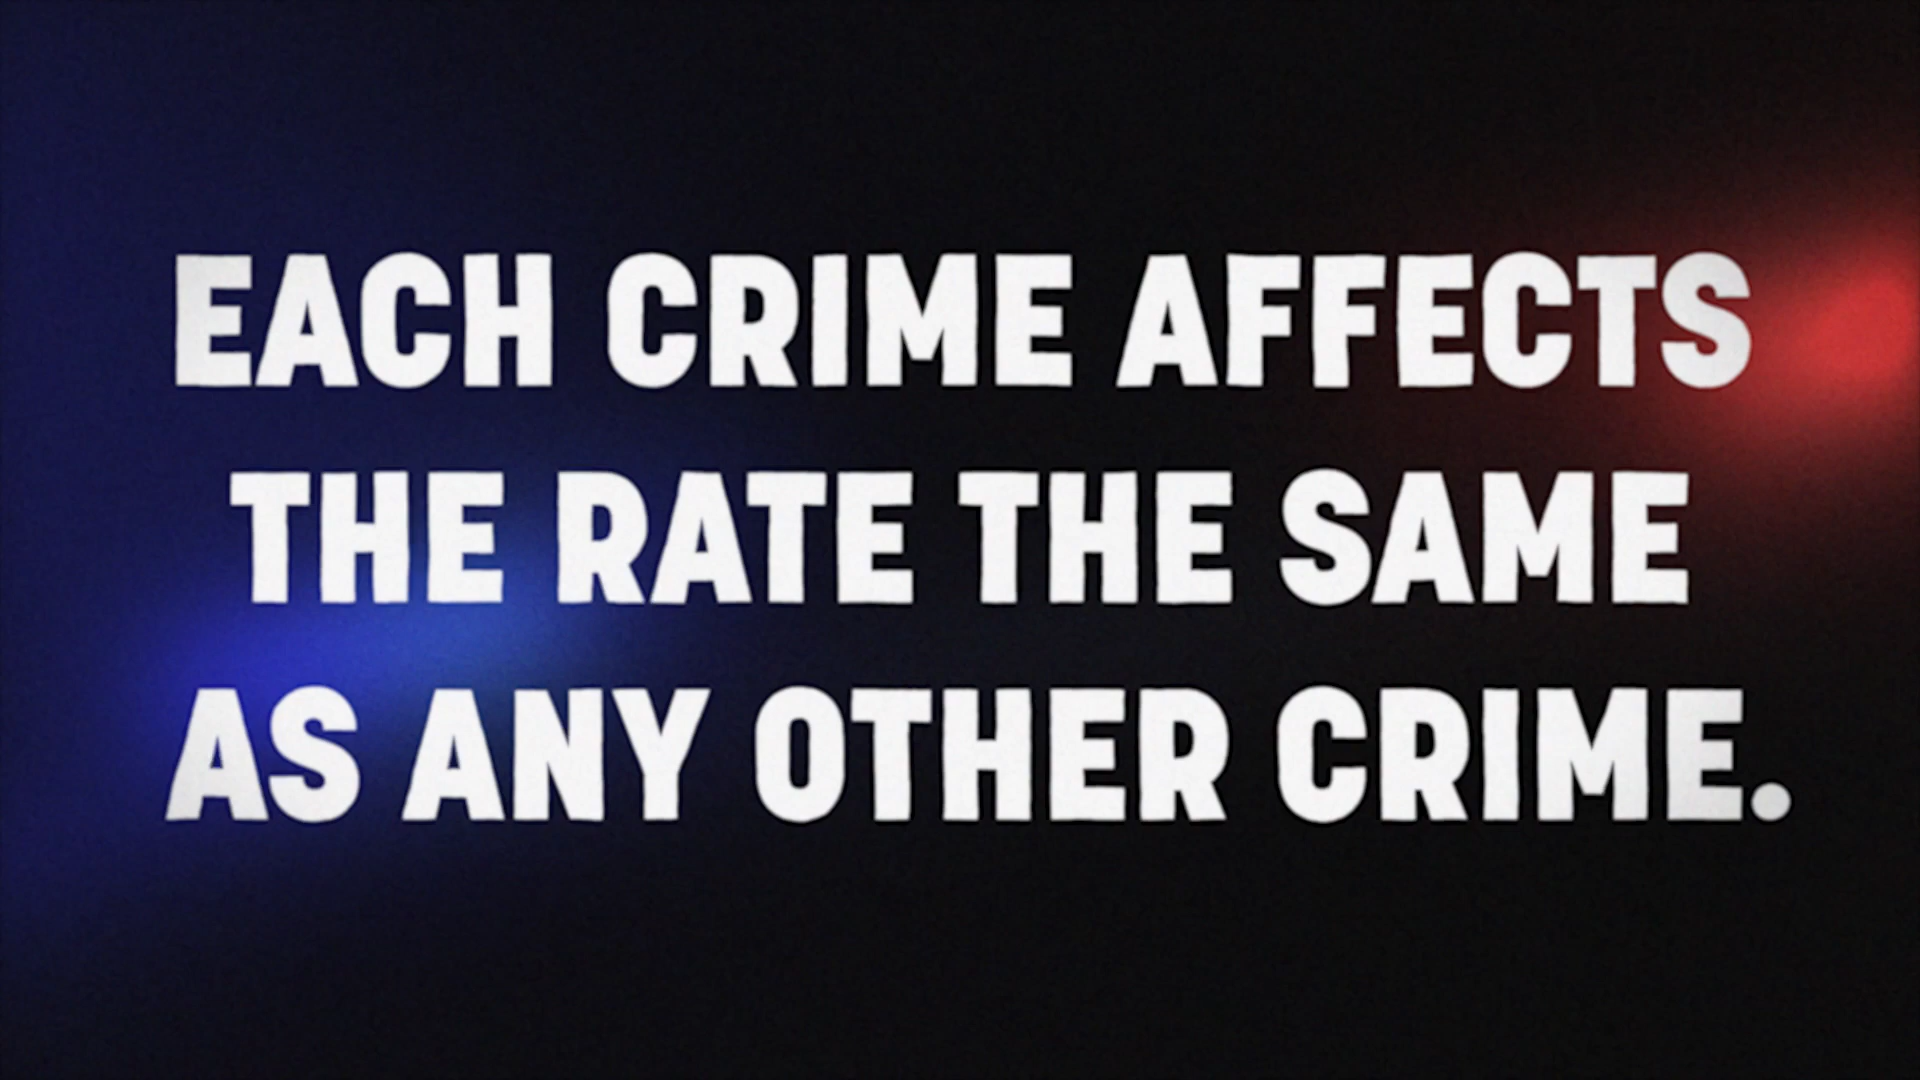 EACH CRIME AFFECTS
THE RATE THE SAME
AS ANY OTHER CRIME.